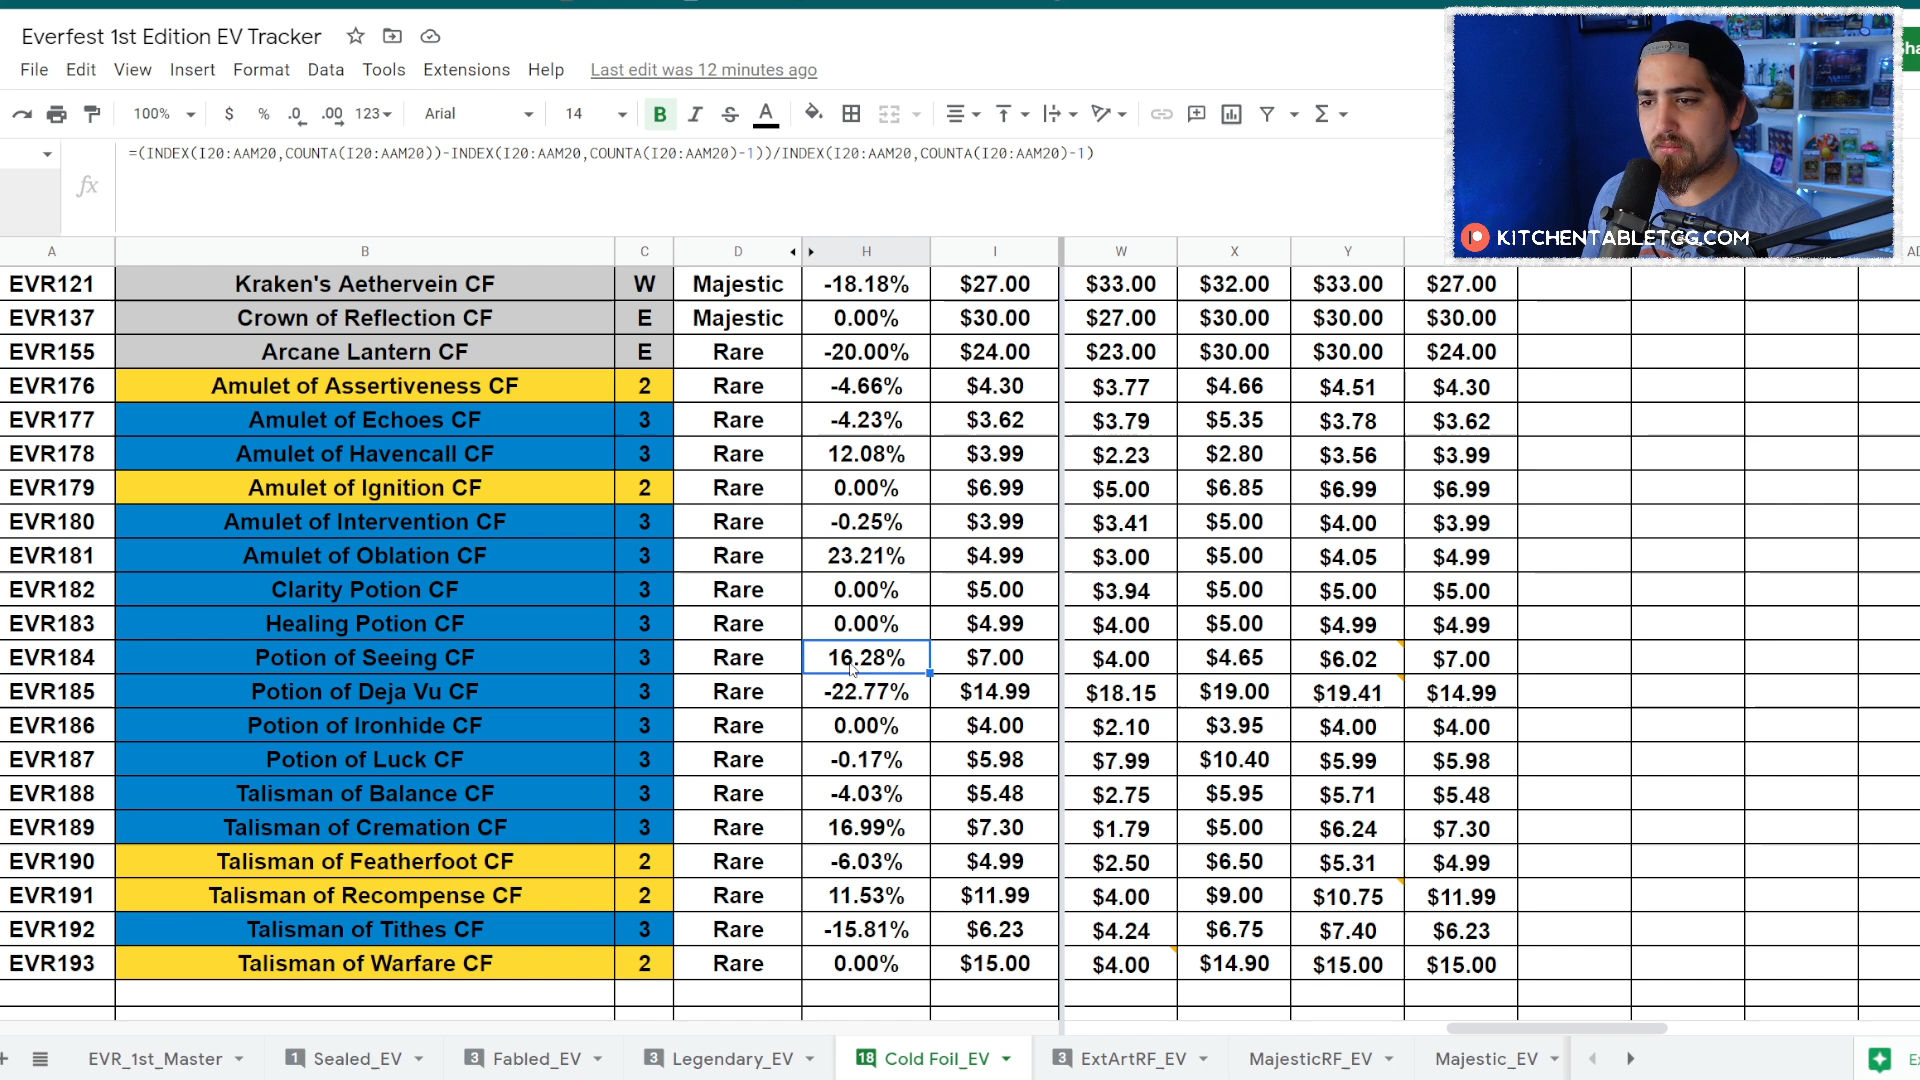 Everfest 1st Edition EV Tracker
File Edit View Insert Format Data Tools Extensions Help Last edit was 12 minutes ago
100% $ % .0 .00 123 Arial 14 B I S A
fx =(INDEX(I20:AAM20,COUNTA(I20:AAM20))-INDEX(I20:AAM20,COUNTA(I20:AAM20)-1))/INDEX(I20:AAM20,COUNTA(I20:AAM20)-1)
KITCHENTABLETCG.COM
A B C D H I W X Y
EVR121 Kraken's Aethervein CF W Majestic -18.18% $27.00 $33.00 $32.00 $33.00 $27.00
EVR137 Crown of Reflection CF E Majestic 0.00% $30.00 $27.00 $30.00 $30.00 $30.00
EVR155 Arcane Lantern CF E Rare -20.00% $24.00 $23.00 $30.00 $30.00 $24.00
EVR176 Amulet of Assertiveness CF 2 Rare -4.66% $4.30 $3.77 $4.66 $4.51 $4.30
EVR177 Amulet of Echoes CF 3 Rare -4.23% $3.62 $3.79 $5.35 $3.78 $3.62
EVR178 Amulet of Havencall CF 3 Rare 12.08% $3.99 $2.23 $2.80 $3.56 $3.99
EVR179 Amulet of Ignition CF 2 Rare 0.00% $6.99 $5.00 $6.85 $6.99 $6.99
EVR180 Amulet of Intervention CF 3 Rare -0.25% $3.99 $3.41 $5.00 $4.00 $3.99
EVR181 Amulet of Oblation CF 3 Rare 23.21% $4.99 $3.00 $5.00 $4.05 $4.99
EVR182 Clarity Potion CF 3 Rare 0.00% $5.00 $3.94 $5.00 $5.00 $5.00
EVR183 Healing Potion CF 3 Rare 0.00% $4.99 $4.00 $5.00 $4.99 $4.99
EVR184 Potion of Seeing CF 3 Rare 16.28% $7.00 $4.00 $4.65 $6.02 $7.00
EVR185 Potion of Deja Vu CF 3 Rare -22.77% $14.99 $18.15 $19.00 $19.41 $14.99
EVR186 Potion of Ironhide CF 3 Rare 0.00% $4.00 $2.10 $3.95 $4.00 $4.00
EVR187 Potion of Luck CF 3 Rare -0.17% $5.98 $7.99 $10.40 $5.99 $5.98
EVR188 Talisman of Balance CF 3 Rare -4.03% $5.48 $2.75 $5.95 $5.71 $5.48
EVR189 Talisman of Cremation CF 3 Rare 16.99% $7.30 $1.79 $5.00 $6.24 $7.30
EVR190 Talisman of Featherfoot CF 2 Rare -6.03% $4.99 $2.50 $6.50 $5.31 $4.99
EVR191 Talisman of Recompense CF 2 Rare 11.53% $11.99 $4.00 $9.00 $10.75 $11.99
EVR192 Talisman of Tithes CF 3 Rare -15.81% $6.23 $4.24 $6.75 $7.40 $6.23
EVR193 Talisman of Warfare CF 2 Rare 0.00% $15.00 $4.00 $14.90 $15.00 $15.00
EVR_1st_Master 1 Sealed_EV 3 Fabled_EV 3 Legendary_EV 18 Cold Foil_EV 3 ExtArtRF_EV MajesticRF_EV Majestic_EV